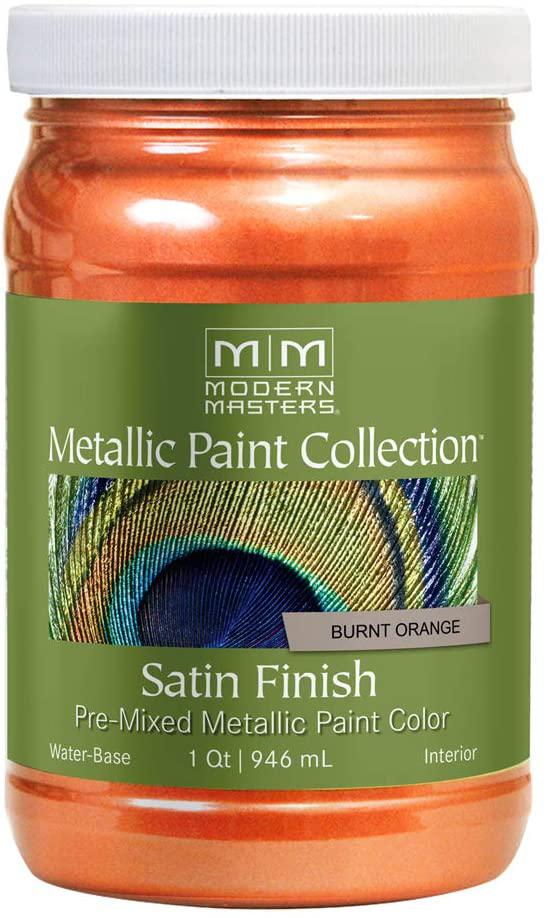 M|M
MODERN
MASTERS®
Metallic Paint Collection™
BURNT ORANGE
Satin Finish
Pre-Mixed Metallic Paint Color
Water-Base 1 Qt | 946 mL Interior